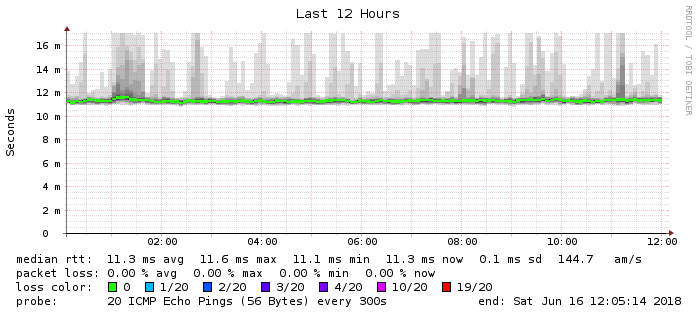 Last 12 Hours
RRDTOOL / TOBI OETIKER
Seconds
16 m
14 m
12 m
10 m
8 m
6 m
4 m
2 m
0
02:00 04:00 06:00 08:00 10:00 12:00
median rtt: 11.3 ms avg 11.6 ms max 11.1 ms min 11.3 ms now 0.1 ms sd 144.7 am/s
packet loss: 0.00 % avg 0.00 % max 0.00 % min 0.00 % now
loss color: 0 1/20 2/20 3/20 4/20 10/20 19/20
probe: 20 ICMP Echo Pings (56 Bytes) every 300s end: Sat Jun 16 12:05:14 2018